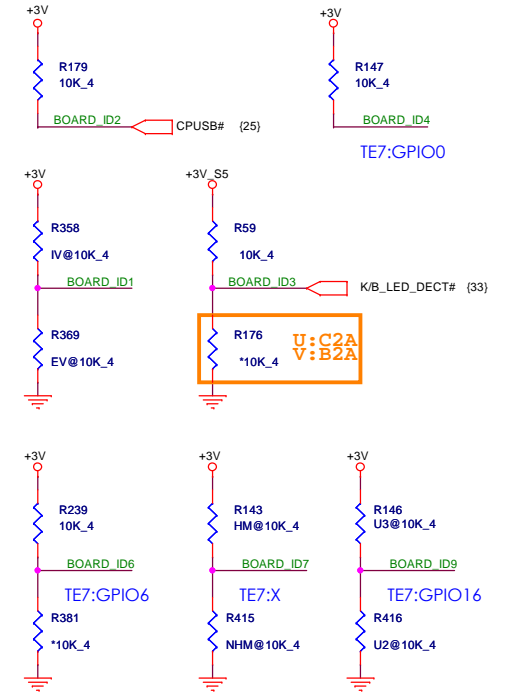 +3V
+3V
R179
10K_4
R147
10K_4
BOARD_ID2
CPUSB# {25}
BOARD_ID4
TE7:GPIO0
+3V
+3V_S5
R358
IV@10K_4
R59
10K_4
BOARD_ID1
BOARD_ID3
K/B_LED_DECT# {33}
R369
EV@10K_4
R176
*10K_4
U:C2A
V:B2A
+3V
+3V
+3V
R239
10K_4
R143
HM@10K_4
R146
U3@10K_4
BOARD_ID6
BOARD_ID7
BOARD_ID9
TE7:GPIO6
TE7:X
TE7:GPIO16
R381
*10K_4
R415
NHM@10K_4
R416
U2@10K_4